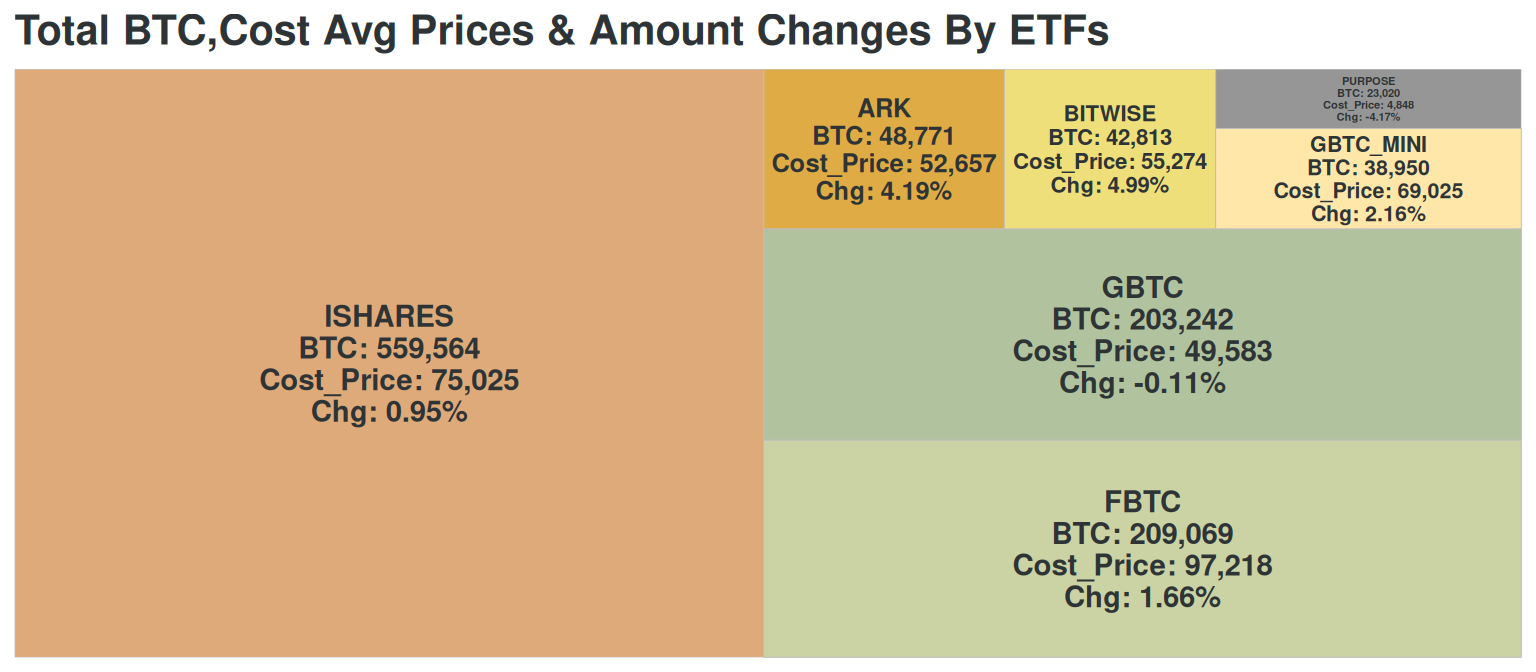 Total BTC,Cost Avg Prices & Amount Changes By ETFs
ISHARES
BTC: 559,564
Cost_Price: 75,025
Chg: 0.95%
ARK
BTC: 48,771
Cost_Price: 52,657
Chg: 4.19%
BITWISE
BTC: 42,813
Cost_Price: 55,274
Chg: 4.99%
PURPOSE
BTC: 23,020
Cost_Price: 4,848
Chg: -4.17%
GBTC_MINI
BTC: 38,950
Cost_Price: 69,025
Chg: 2.16%
GBTC
BTC: 203,242
Cost_Price: 49,583
Chg: -0.11%
FBTC
BTC: 209,069
Cost_Price: 97,218
Chg: 1.66%